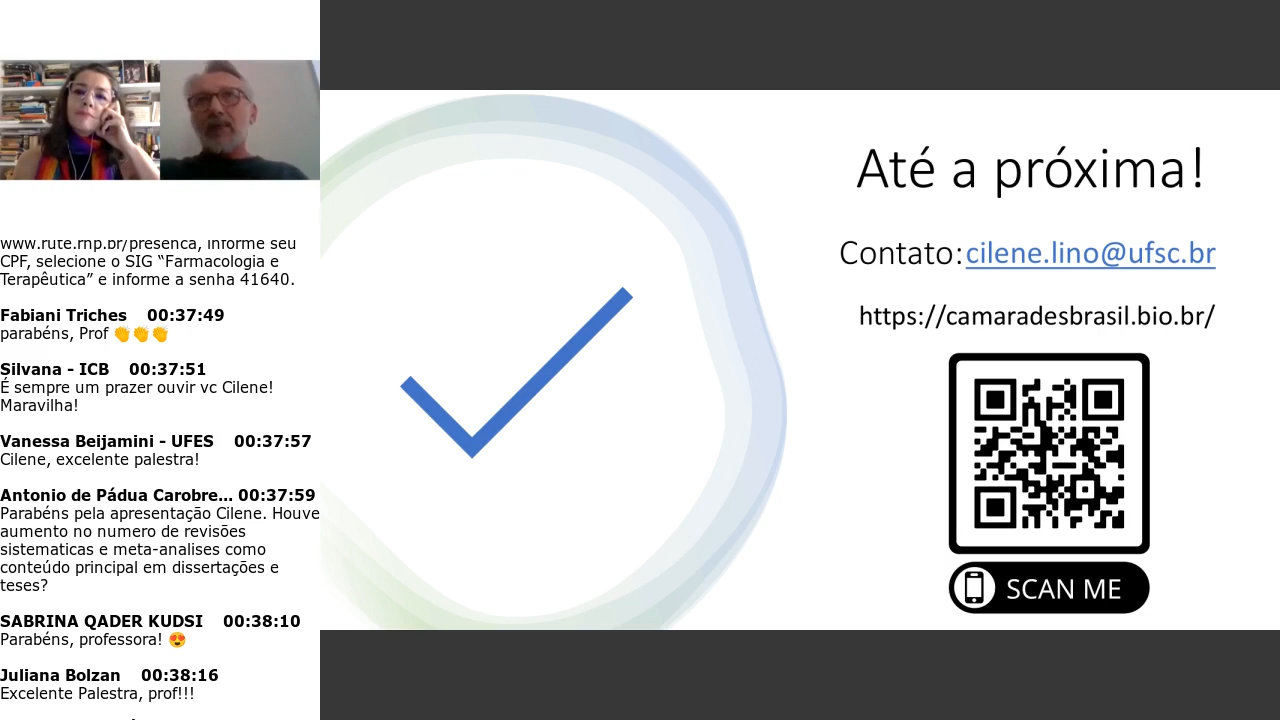 www.rute.rnp.br/presenca, informe seu
CPF, selecione o SIG “Farmacologia e
Terapêutica” e informe a senha 41640.
Fabiani Triches 00:37:49
parabéns, Prof 👏👏👏
Silvana - ICB 00:37:51
É sempre um prazer ouvir vc Cilene!
Maravilha!
Vanessa Beijamini - UFES 00:37:57
Cilene, excelente palestra!
Antonio de Pádua Carobre... 00:37:59
Parabéns pela apresentação Cilene. Houve
aumento no numero de revisões
sistematicas e meta-analises como
conteúdo principal em dissertações e
teses?
SABRINA QADER KUDSI 00:38:10
Parabéns, professora! 😍
Juliana Bolzan 00:38:16
Excelente Palestra, prof!!!
Até a próxima!
Contato: cilene.lino@ufsc.br
https://camaradesbrasil.bio.br/
SCAN ME